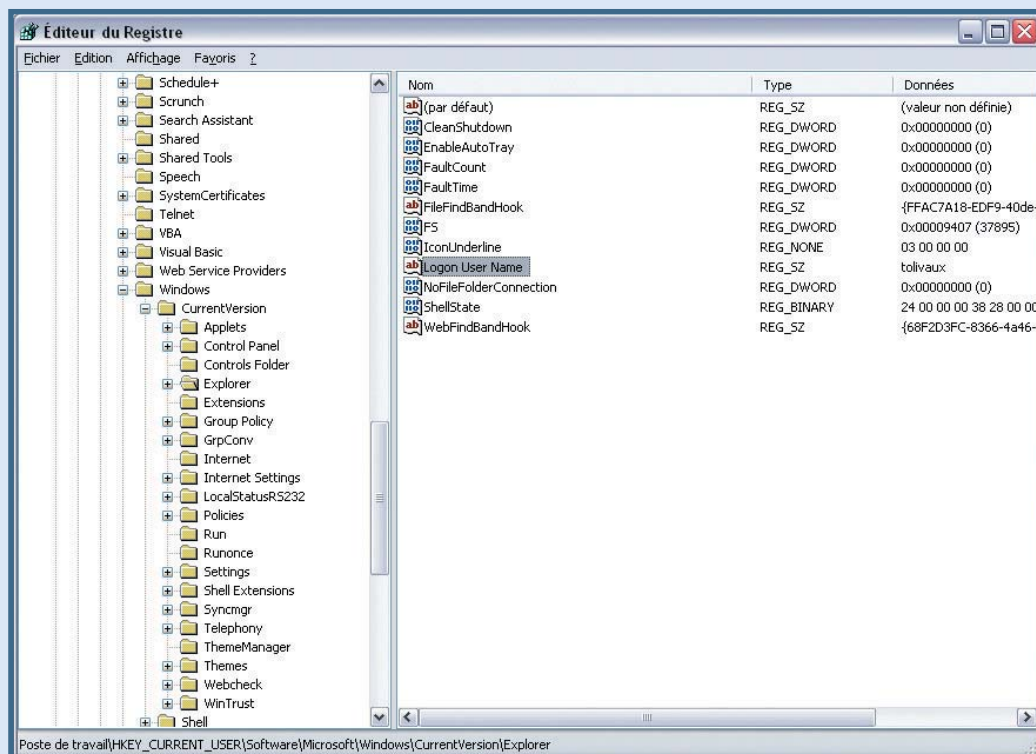 Éditeur du Registre
Fichier Edition Affichage Favoris ?
Schedule+
Scrunch
Search Assistant
Shared
Shared Tools
Speech
SystemCertificates
Telnet
VBA
Visual Basic
Web Service Providers
Windows
CurrentVersion
Applets
Control Panel
Controls Folder
Explorer
Extensions
Group Policy
GrpConv
Internet
Internet Settings
LocalStatusRS232
Policies
Run
Runonce
Settings
Shell Extensions
Syncmgr
Telephony
ThemeManager
Themes
Webcheck
WinTrust
Shell
Nom Type Données
(par défaut) REG_SZ (valeur non définie)
CleanShutdown REG_DWORD 0x00000000 (0)
EnableAutoTray REG_DWORD 0x00000000 (0)
FaultCount REG_DWORD 0x00000000 (0)
FaultTime REG_DWORD 0x00000000 (0)
FileFindBandHook REG_SZ {FFAC7A18-EDF9-40de-
FS REG_DWORD 0x00009407 (37895)
IconUnderline REG_NONE 03 00 00 00
Logon User Name REG_SZ tolivaux
NoFileFolderConnection REG_DWORD 0x00000000 (0)
ShellState REG_BINARY 24 00 00 00 38 28 00 00
WebFindBandHook REG_SZ {68F2D3FC-8366-4a46-
Poste de travail\HKEY_CURRENT_USER\Software\Microsoft\Windows\CurrentVersion\Explorer